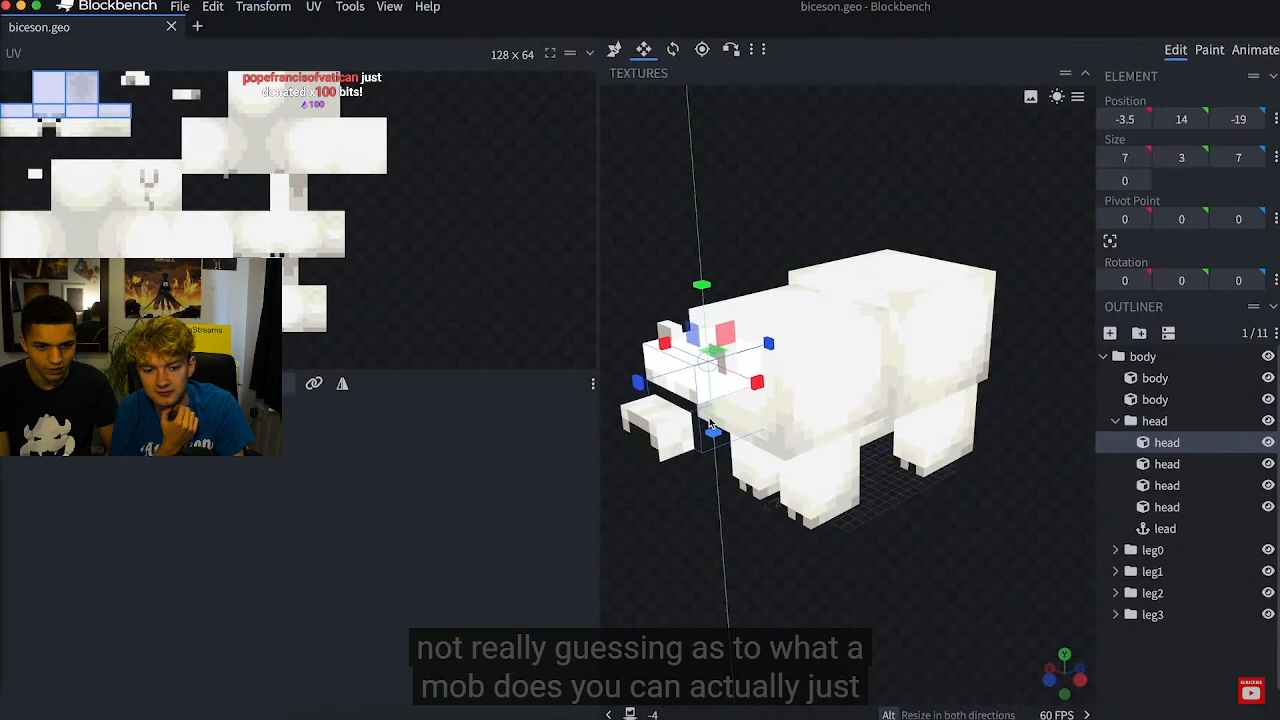 Blockbench File Edit Transform UV Tools View Help
biceson.geo - Blockbench
biceson.geo
UV
128 x 64
Edit Paint Animate
TEXTURES
ELEMENT
popefrancisofvatican just
donated x100 bits!
100
Position
-3.5 14 -19
Size
7 3 7
0
Pivot Point
0 0 0
Rotation
0 0 0
OUTLINER
1/11
body
body
body
head
head
head
head
head
lead
leg0
leg1
leg2
leg3
not really guessing as to what a
mob does you can actually just
SUBSCRIBE
-4
Alt Resize in both directions
60 FPS